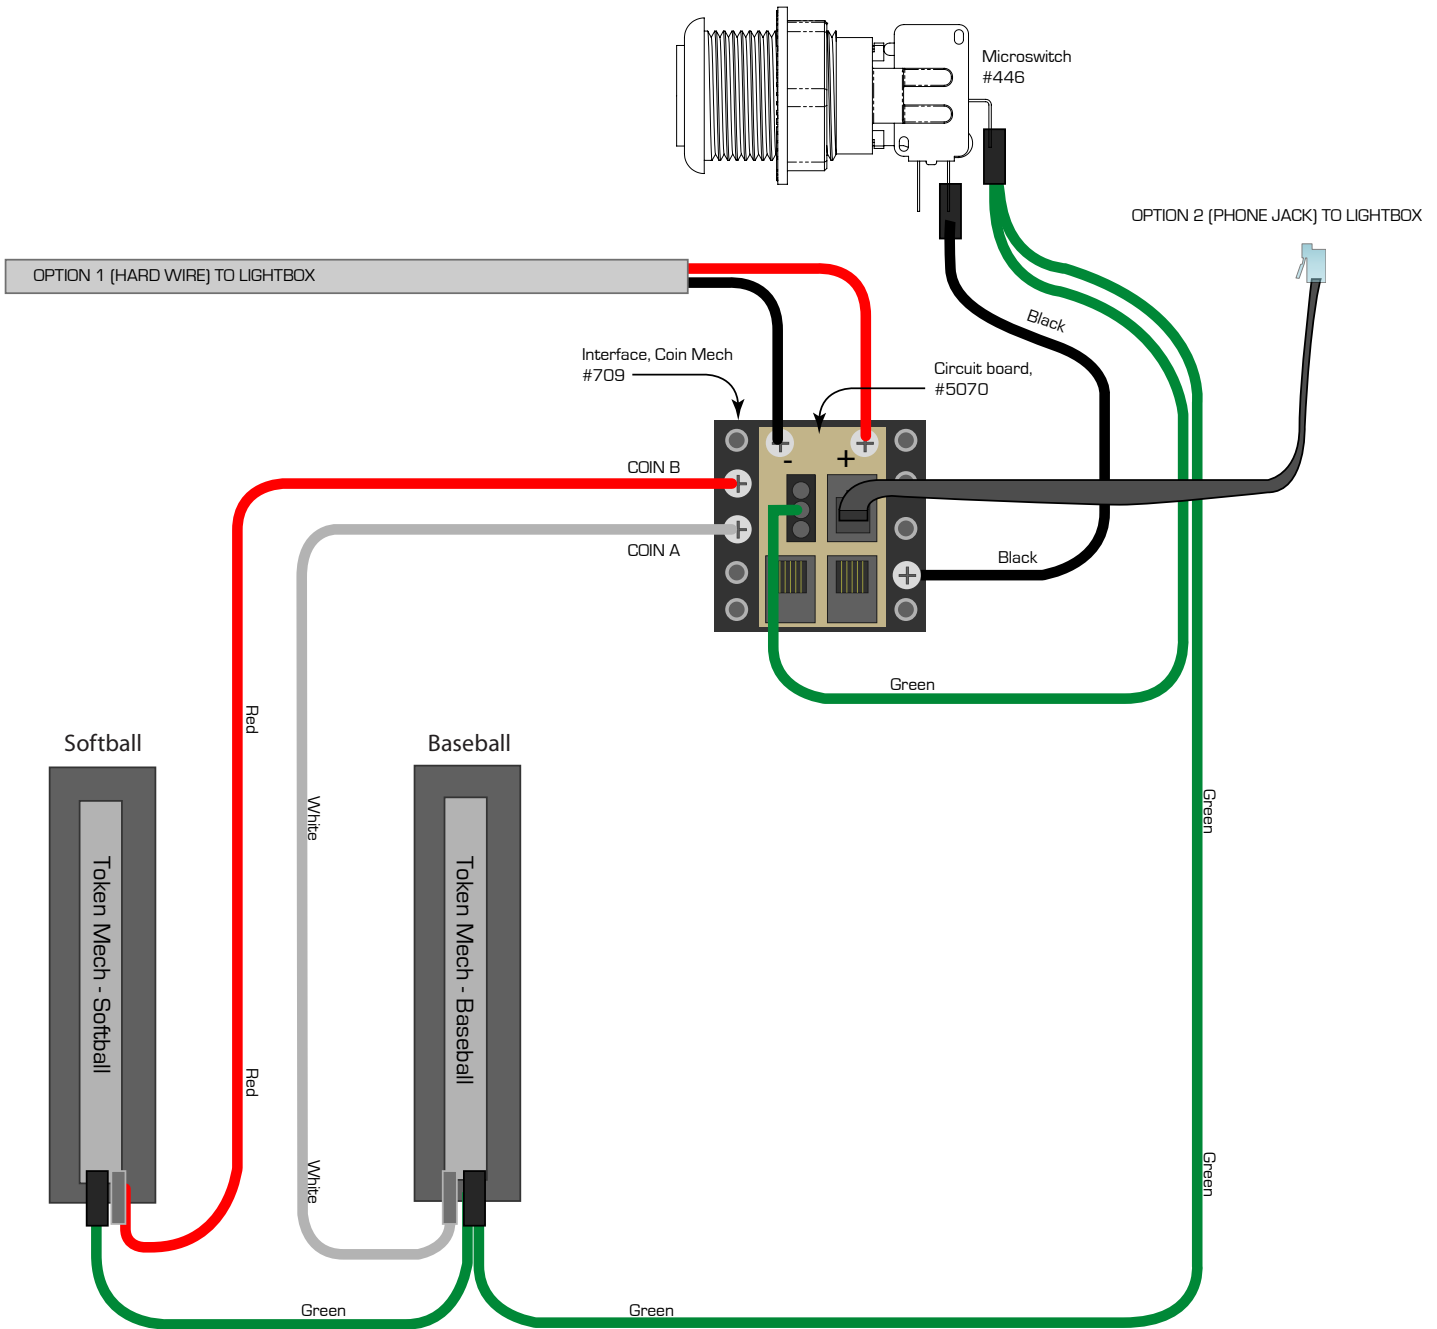 Microswitch
#446
OPTION 2 (PHONE JACK) TO LIGHTBOX
OPTION 1 (HARD WIRE) TO LIGHTBOX
Black
Interface, Coin Mech
#709
Circuit board,
#5070
- +
COIN B
COIN A
Black
Green
Red
Softball
Baseball
White
Green
Token Mech - Softball
Token Mech - Baseball
Red
White
Green
Green
Green